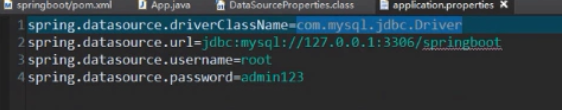 springboot/pom.xml App.java DataSourceProperties.class application.properties
1 spring.datasource.driverClassName=com.mysql.jdbc.Driver
2 spring.datasource.url=jdbc:mysql://127.0.0.1:3306/springboot
3 spring.datasource.username=root
4 spring.datasource.password=admin123